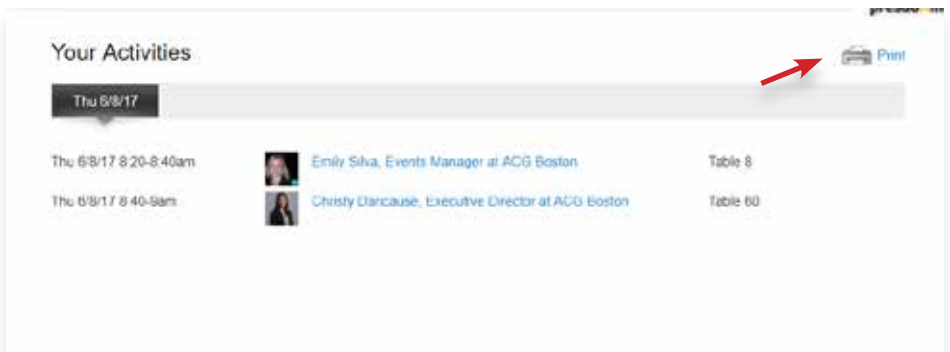 Your Activities
Print
Thu 6/8/17
Thu 6/8/17 8:20-8:40am Emily Silva, Events Manager at ACG Boston Table 8
Thu 6/8/17 8:40-9am Christy Dancause, Executive Director at ACG Boston Table 60